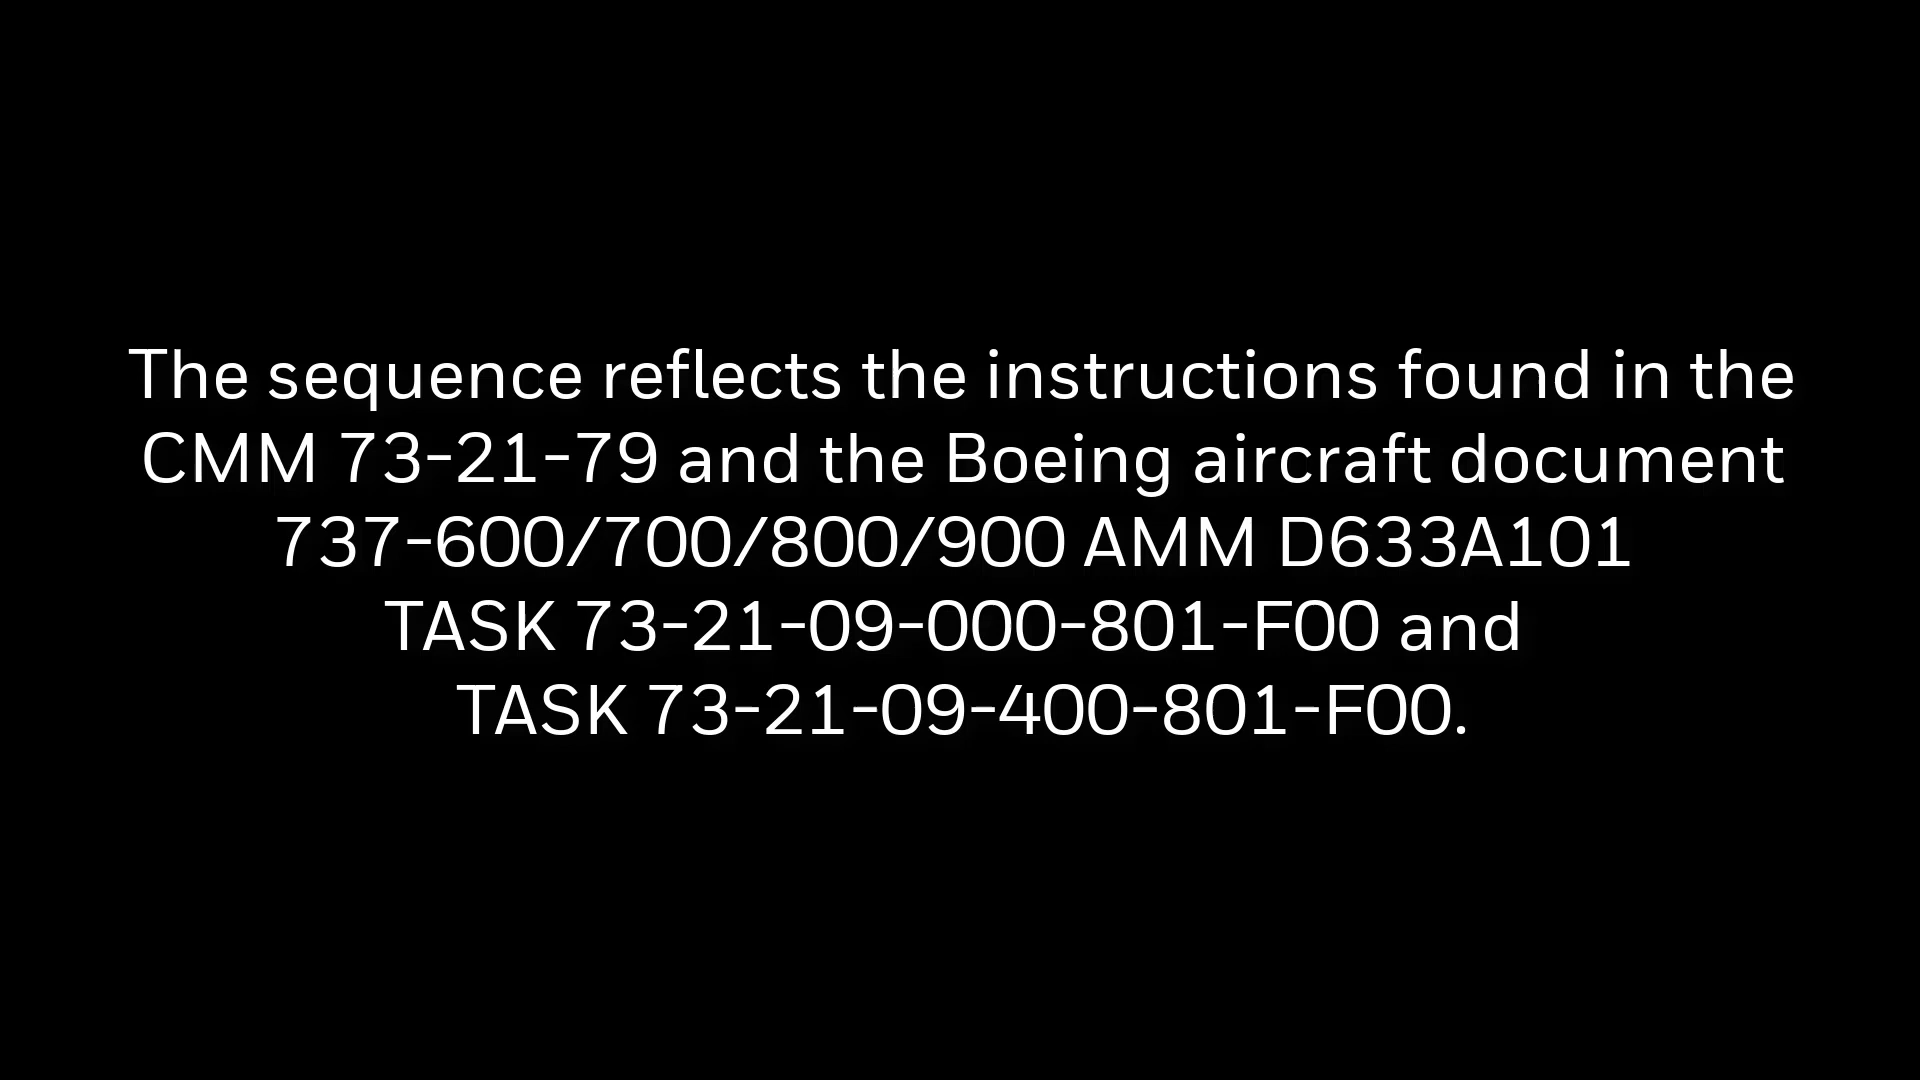 The sequence reflects the instructions found in the
CMM 73-21-79 and the Boeing aircraft document
737-600/700/800/900 AMM D633A101
TASK 73-21-09-000-801-F00 and
TASK 73-21-09-400-801-F00.